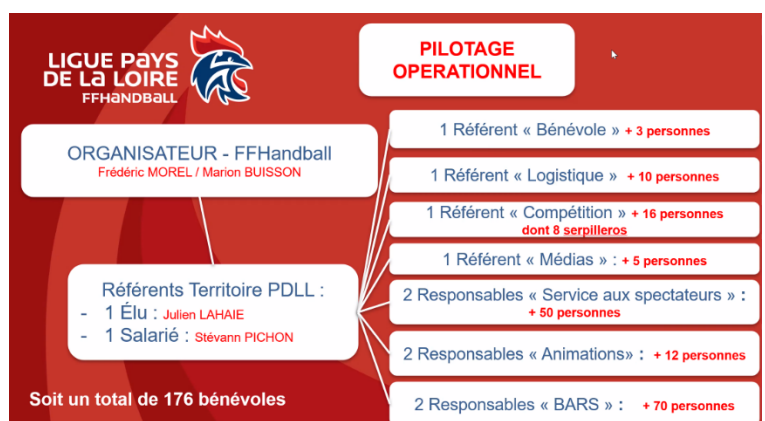 LIGUE PAYS
DE LA LOIRE
FFHANDBALL
PILOTAGE
OPERATIONNEL
ORGANISATEUR - FFHandball
Frédéric MOREL / Marion BUISSON
Référents Territoire PDLL :
- 1 Élu : Julien LAHAIE
- 1 Salarié : Stévann PICHON
Soit un total de 176 bénévoles
1 Référent « Bénévole » + 3 personnes
1 Référent « Logistique » + 10 personnes
1 Référent « Compétition » + 16 personnes
dont 8 serpilleros
1 Référent « Médias » : + 5 personnes
2 Responsables « Service aux spectateurs » :
+ 50 personnes
2 Responsables « Animations» : + 12 personnes
2 Responsables « BARS » : + 70 personnes